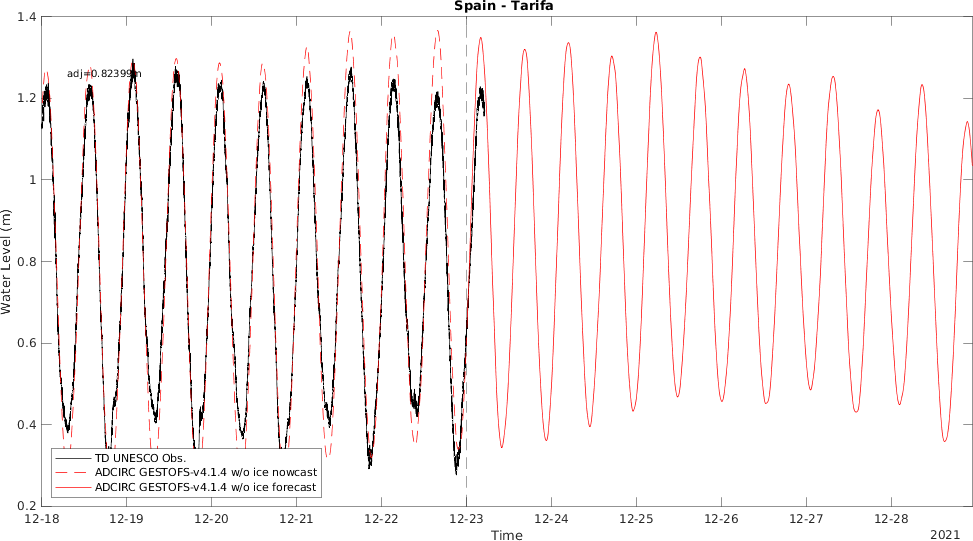 Spain - Tarifa
1.4
1.2
1
0.8
0.6
0.4
0.2
Water Level (m)
adj=0.82399m
TD UNESCO Obs.
ADCIRC GESTOFS-v4.1.4 w/o ice nowcast
ADCIRC GESTOFS-v4.1.4 w/o ice forecast
12-18 12-19 12-20 12-21 12-22 12-23 12-24 12-25 12-26 12-27 12-28
Time
2021